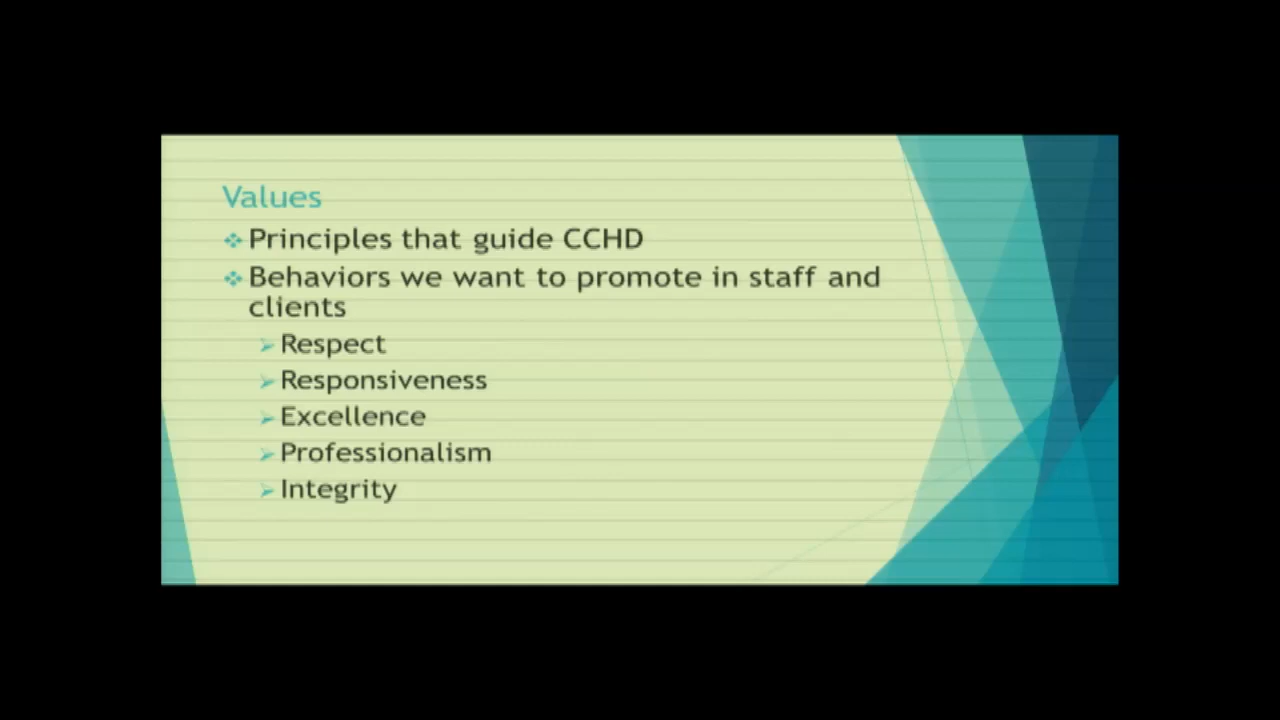 Values
Principles that guide CCHD
Behaviors we want to promote in staff and
clients
Respect
Responsiveness
Excellence
Professionalism
Integrity